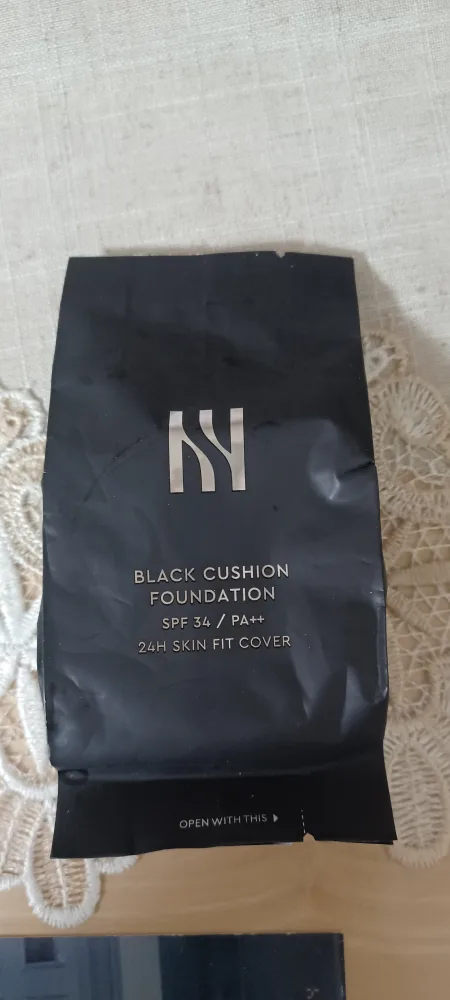 BLACK CUSHION
FOUNDATION
SPF 34 / PA++
24H SKIN FIT COVER
OPEN WITH THIS